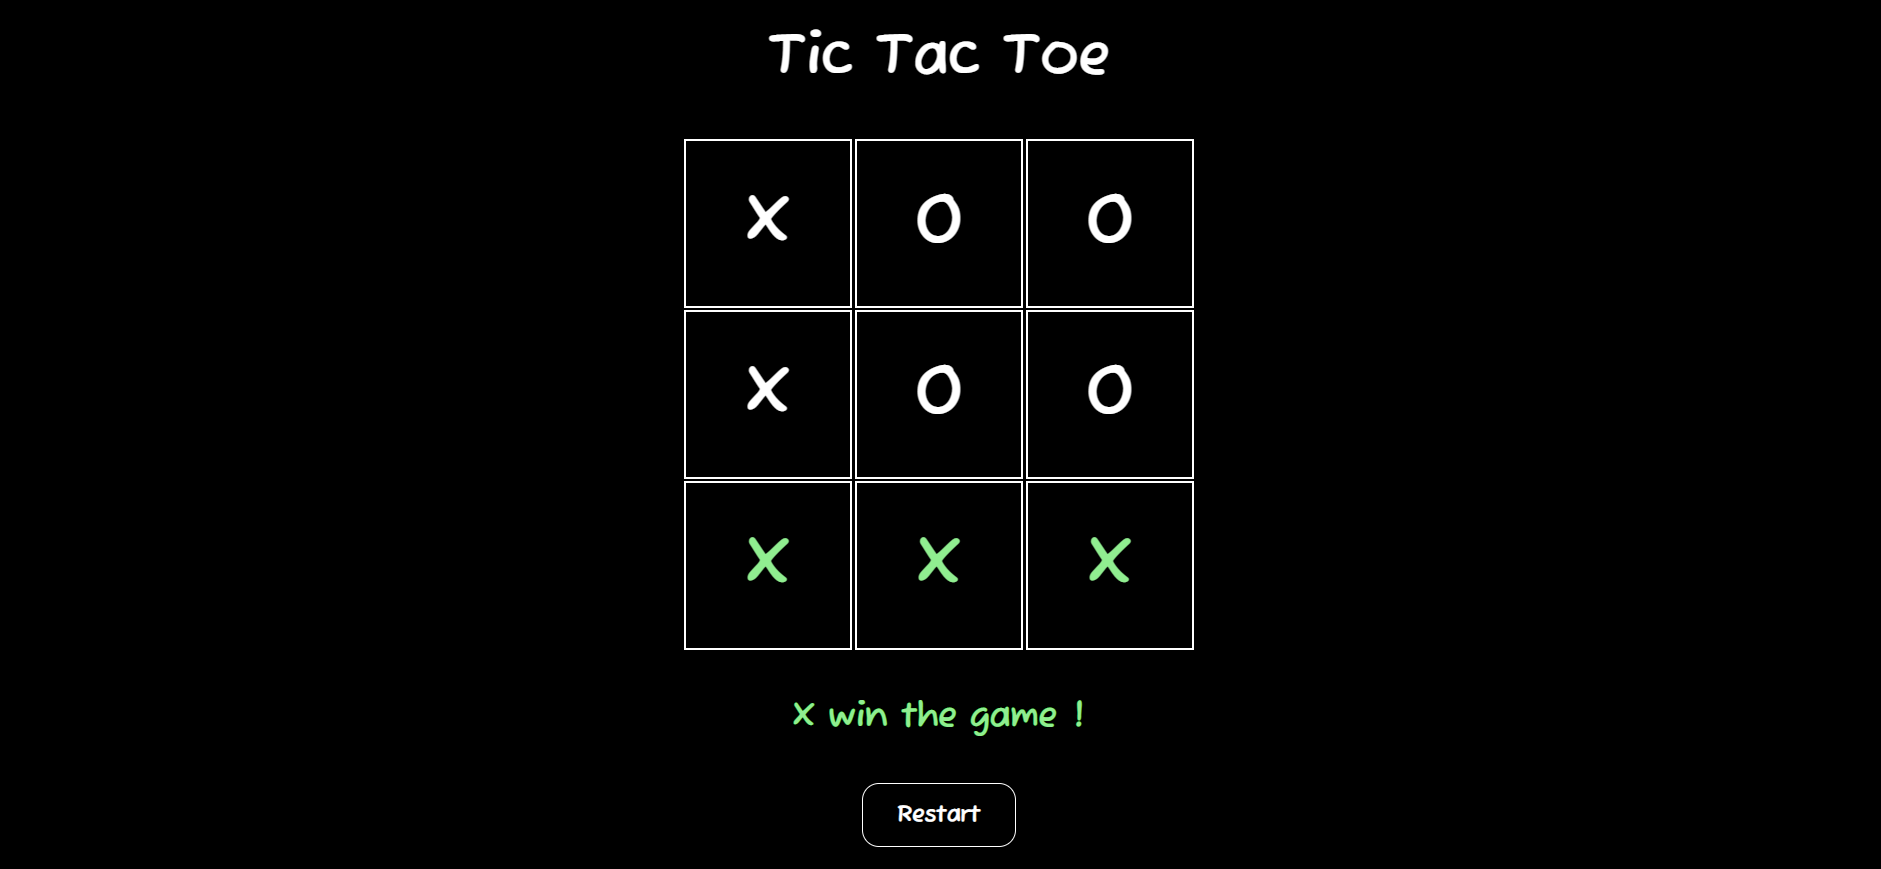 Tic Tac Toe
X O O
X O O
X X X
X win the game !
Restart